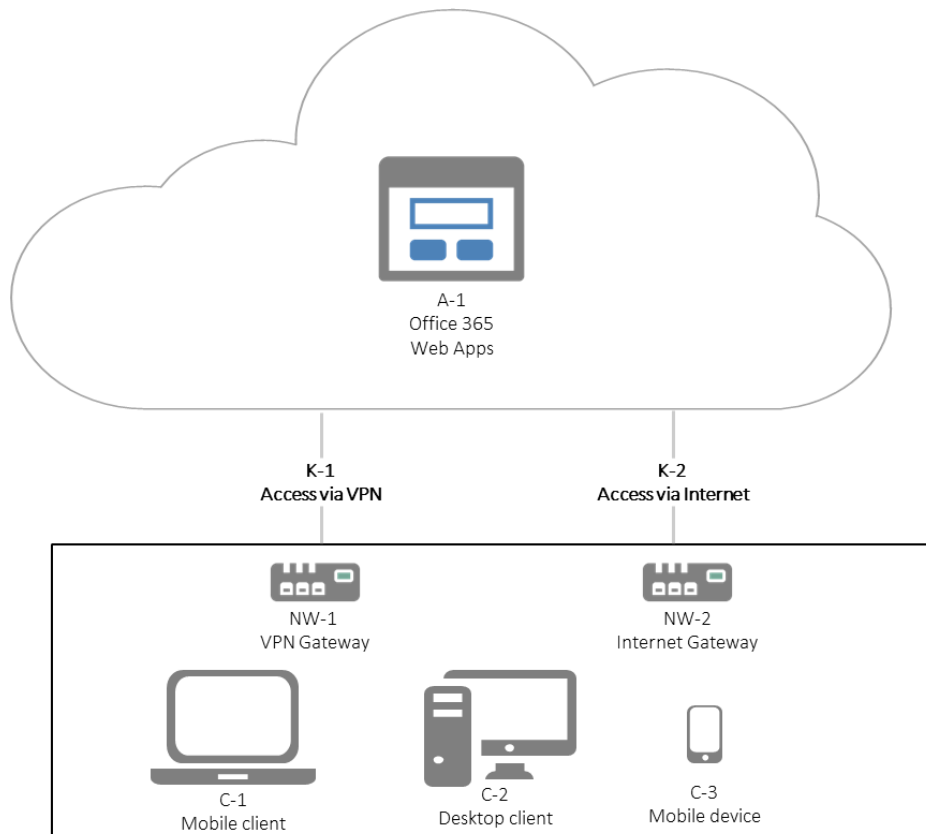 A-1
Office 365
Web Apps
K-1
Access via VPN
K-2
Access via Internet
NW-1
VPN Gateway
NW-2
Internet Gateway
C-1
Mobile client
C-2
Desktop client
C-3
Mobile device